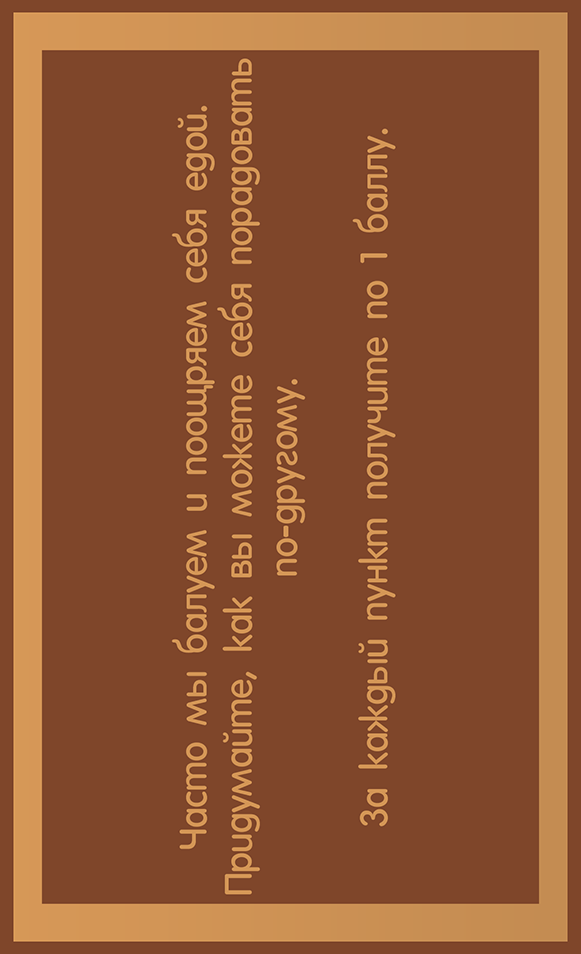 Часто мы балуем и поощряем себя едой.
Придумайте, как вы можете себя порадовать
по-другому.
За каждый пункт получите по 1 баллу.